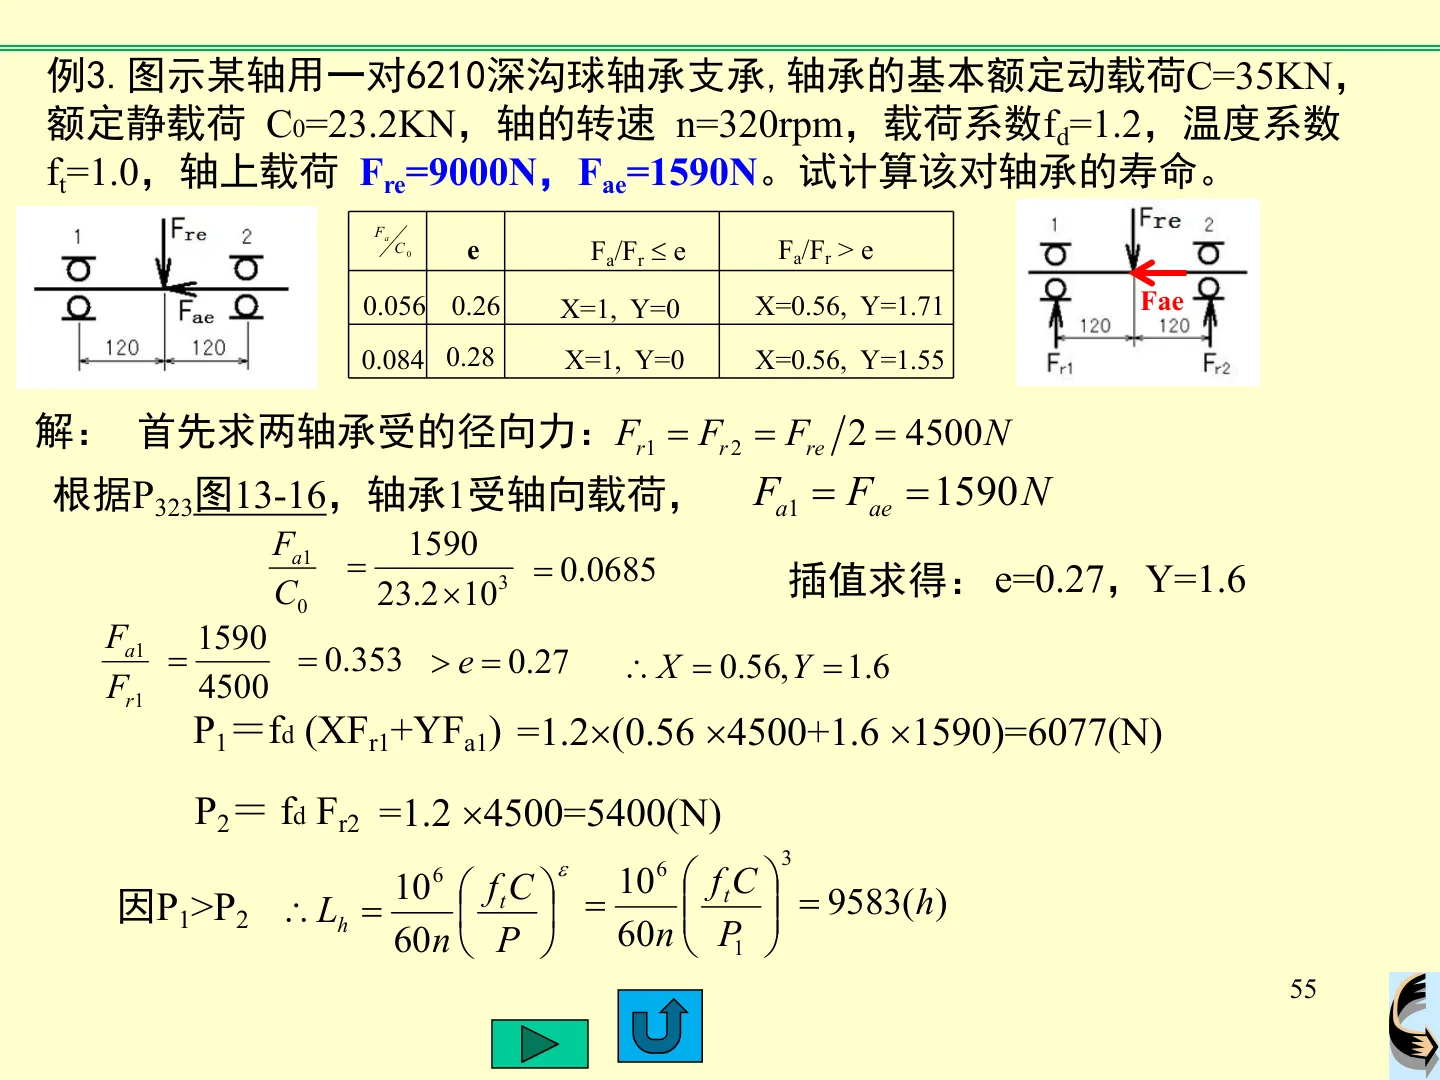 例3.图示某轴用一对6210深沟球轴承支承,轴承的基本额定动载荷C=35KN，
额定静载荷 C0=23.2KN，轴的转速 n=320rpm，载荷系数fd=1.2，温度系数
ft=1.0，轴上载荷 Fre=9000N，Fae=1590N。试计算该对轴承的寿命。
1 Fre 2
Fae
120 120
Fa/C0 e Fa/Fr ≤ e Fa/Fr > e
0.056 0.26 X=1, Y=0 X=0.56, Y=1.71
0.084 0.28 X=1, Y=0 X=0.56, Y=1.55
1 Fre 2
Fae
120 120
Fr1 Fr2
解： 首先求两轴承受的径向力：Fr1 = Fr2 = Fre/2 = 4500N
根据P323图13-16，轴承1受轴向载荷， Fa1 = Fae = 1590N
Fa1/C0 = 1590/23.2×10³ = 0.0685 插值求得： e=0.27，Y=1.6
Fa1/Fr1 = 1590/4500 = 0.353 > e = 0.27 ∴ X = 0.56, Y = 1.6
P1＝fd (XFr1+YFa1) =1.2×(0.56 ×4500+1.6 ×1590)=6077(N)
P2＝ fd Fr2 =1.2 ×4500=5400(N)
因P1>P2 ∴ Lh = 10⁶/60n (ftC/P)^ε = 10⁶/60n (ftC/P1)³ = 9583(h)
55